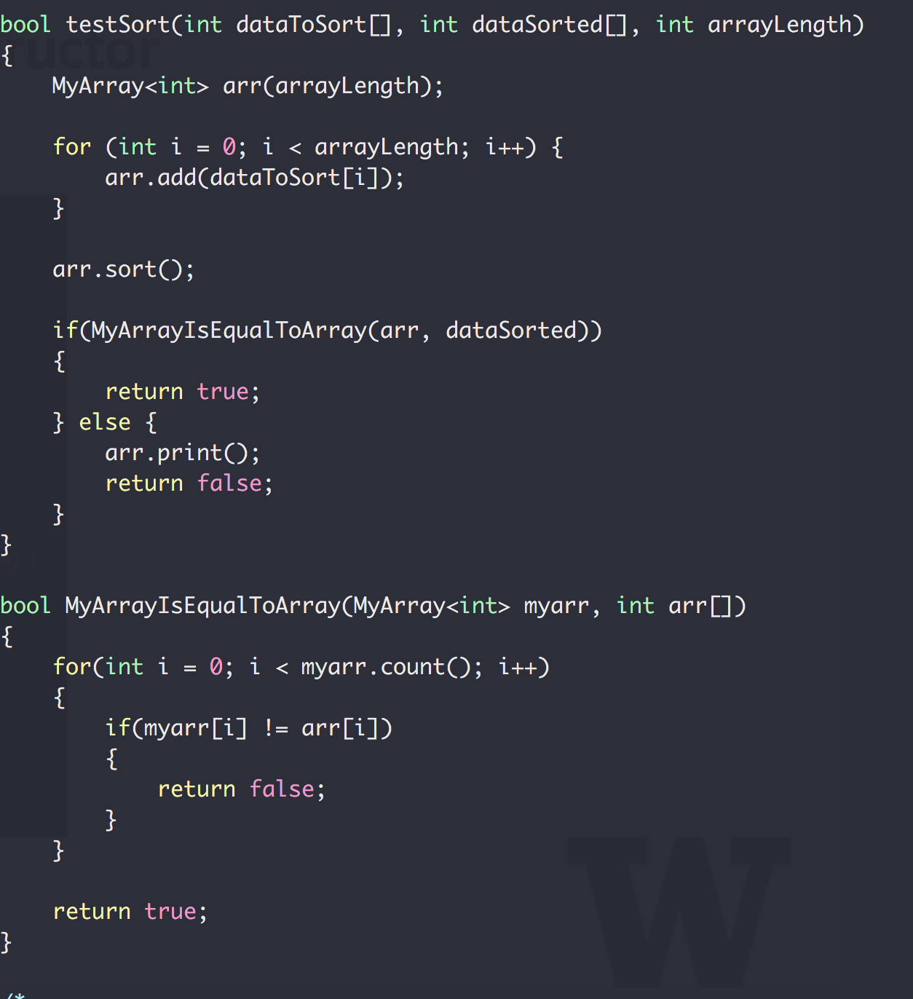 bool testSort(int dataToSort[], int dataSorted[], int arrayLength)
{
    MyArray<int> arr(arrayLength);

    for (int i = 0; i < arrayLength; i++) {
        arr.add(dataToSort[i]);
    }

    arr.sort();

    if(MyArrayIsEqualToArray(arr, dataSorted))
    {
        return true;
    } else {
        arr.print();
        return false;
    }
}

bool MyArrayIsEqualToArray(MyArray<int> myarr, int arr[])
{
    for(int i = 0; i < myarr.count(); i++)
    {
        if(myarr[i] != arr[i])
        {
            return false;
        }
    }

    return true;
}

/*
ructor
W